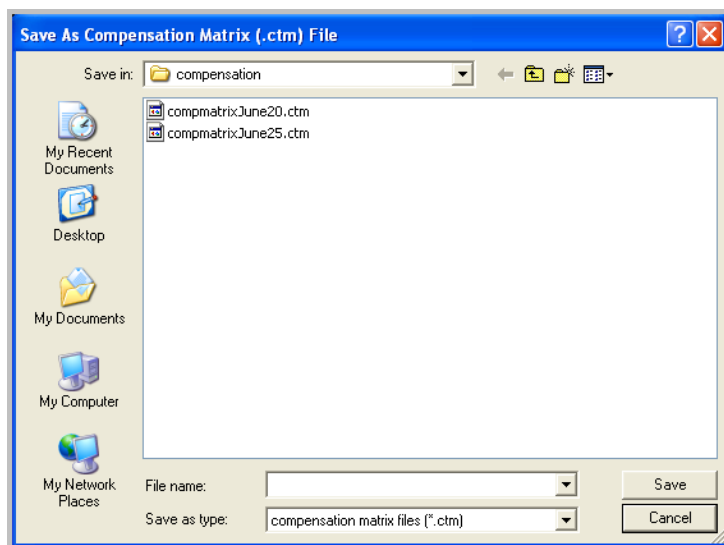 Save As Compensation Matrix (.ctm) File
Save in:
compensation
compmatrixJune20.ctm
compmatrixJune25.ctm
My Recent
Documents
Desktop
My Documents
My Computer
My Network
Places
File name:
Save
Save as type:
compensation matrix files (*.ctm)
Cancel